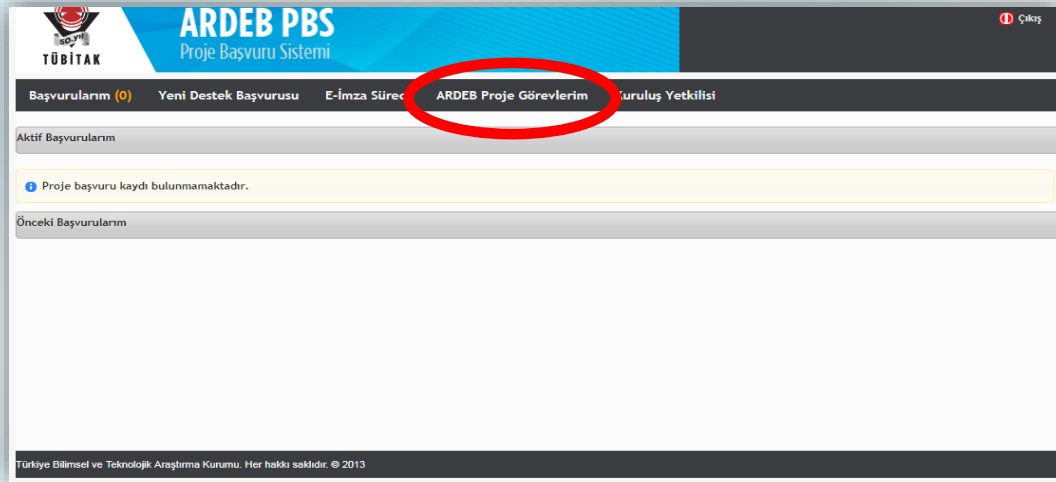 50.yıl
TÜBİTAK
ARDEB PBS
Proje Başvuru Sistemi
Çıkış
Başvurularım (0) Yeni Destek Başvurusu E-İmza ARDEB Proje Görevlerim Yetkilisi
Aktif Başvurularım
Proje başvuru kaydı bulunmamaktadır.
Önceki Başvurularım
Türkiye Bilimsel ve Teknolojik Araştırma Kurumu. Her hakkı saklıdır. © 2013